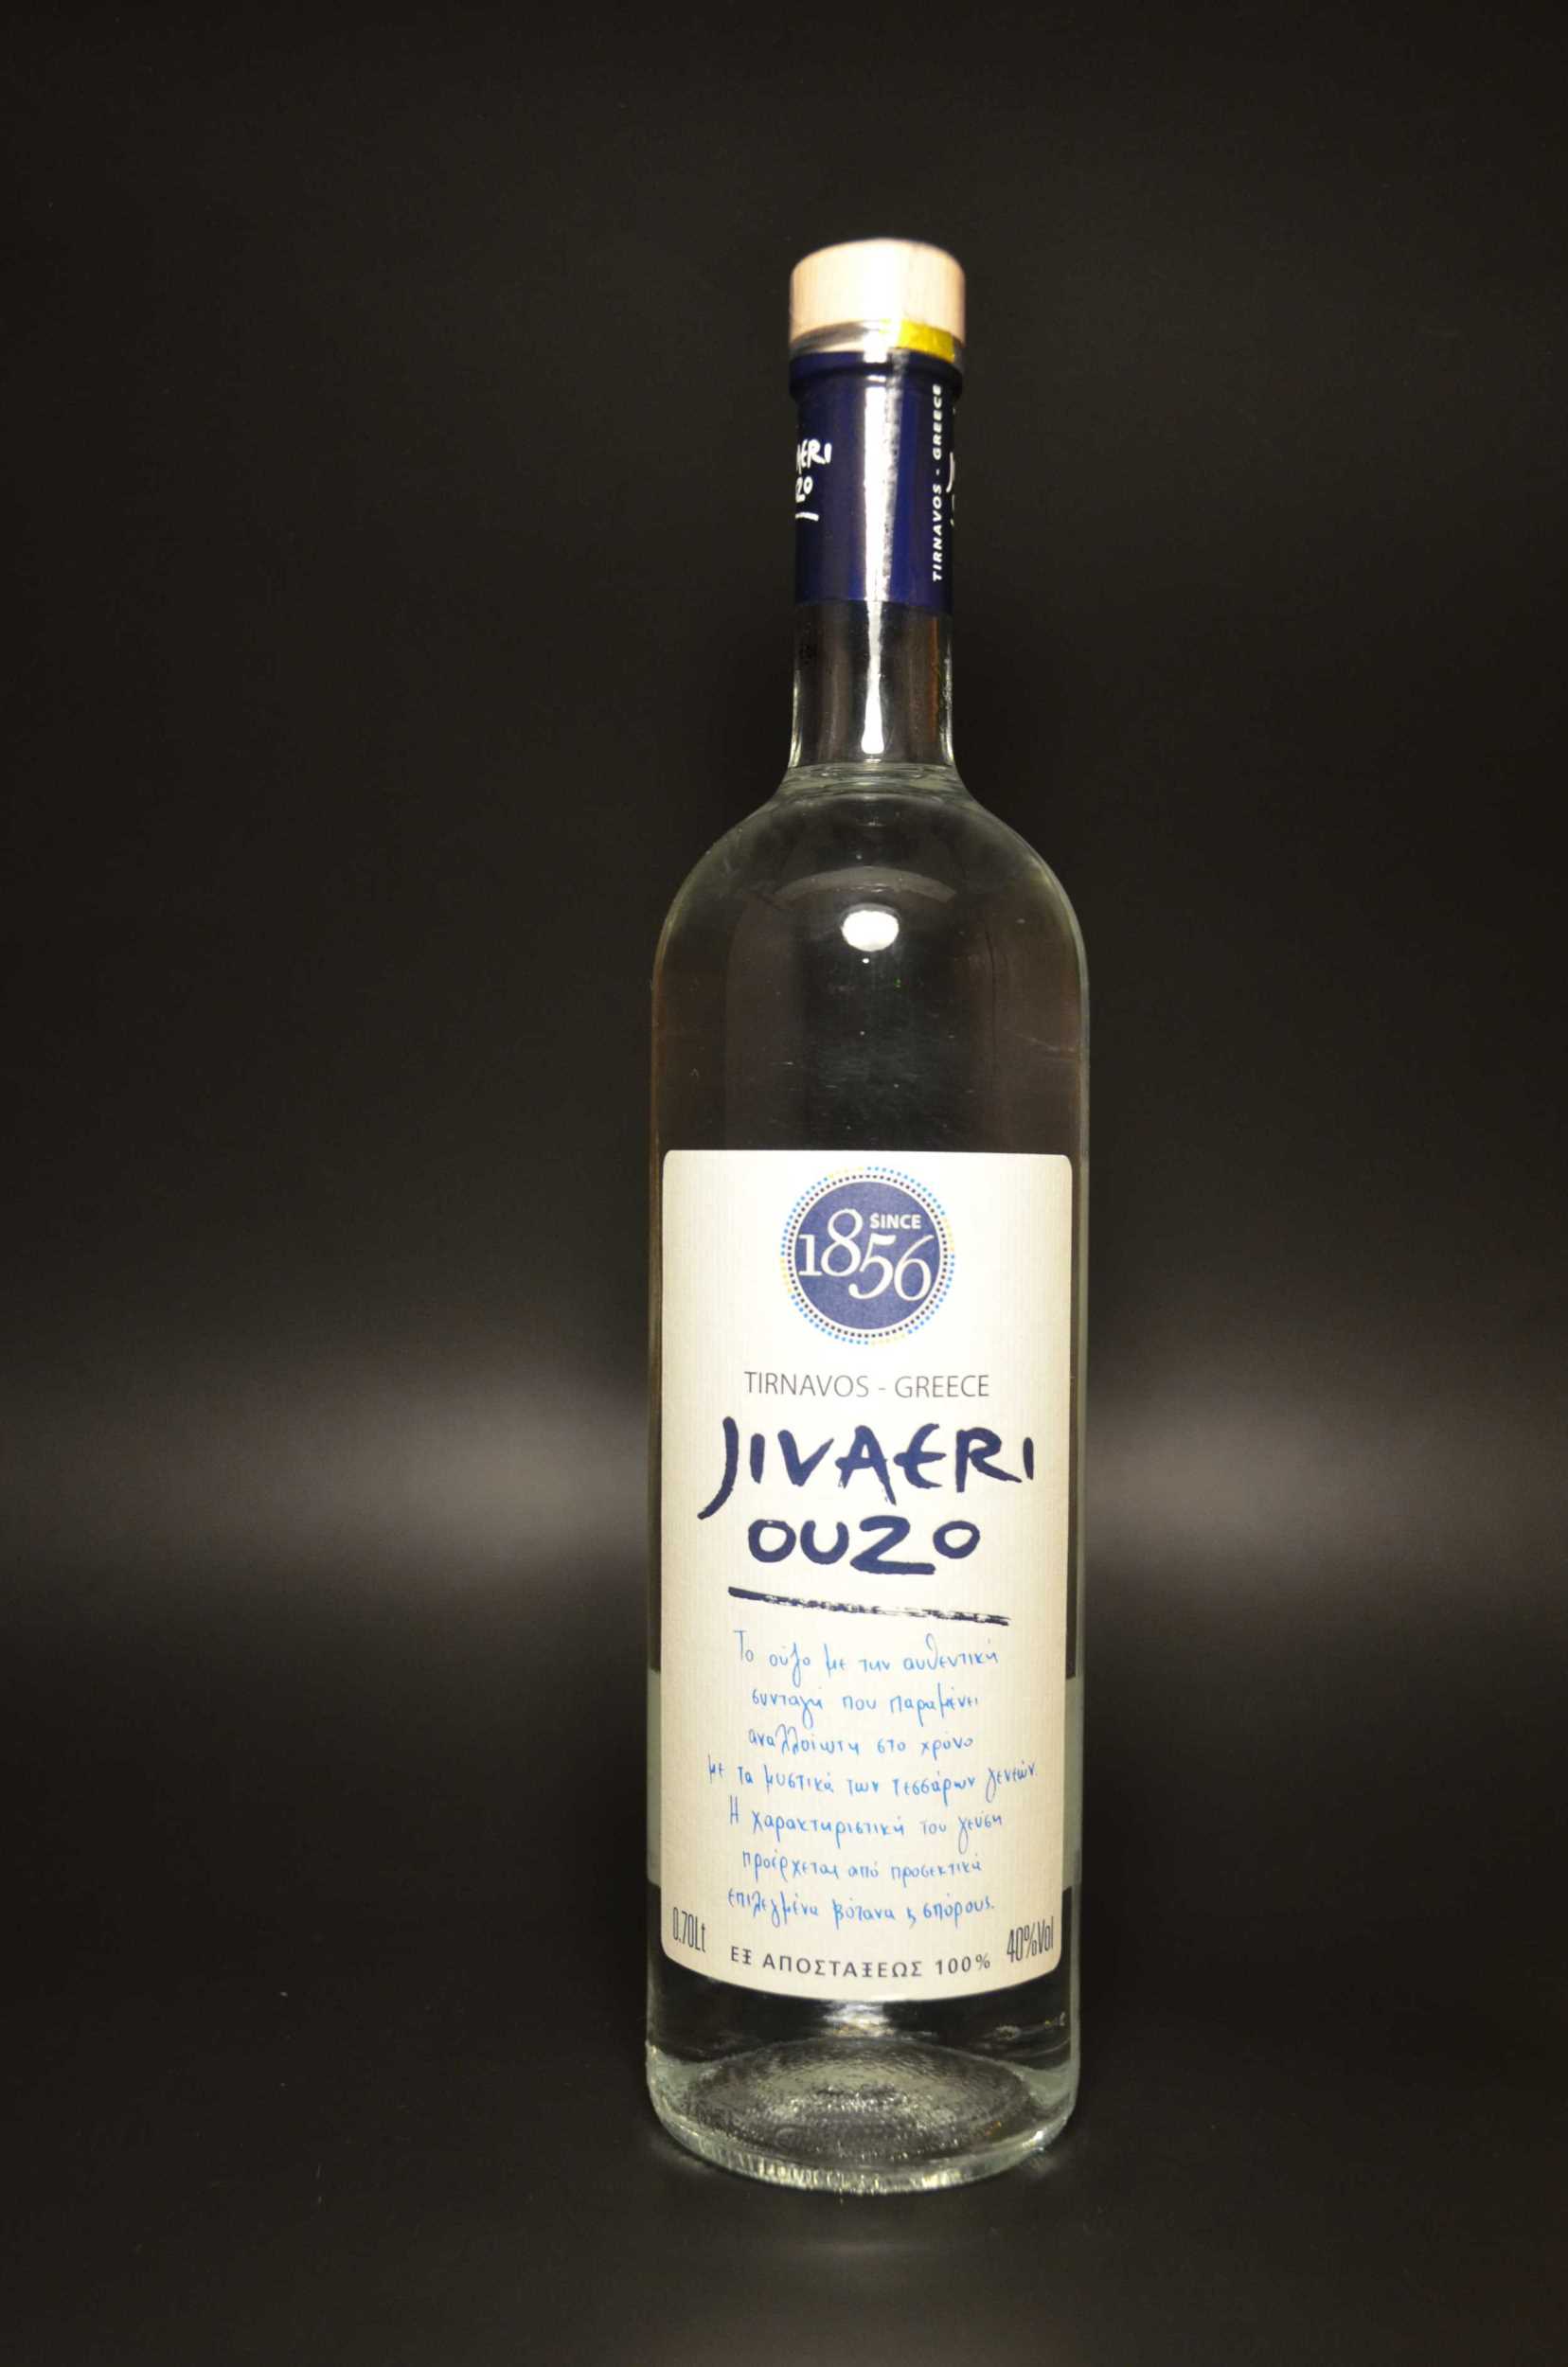 AERI
ZO
TIRNAVOS - GREECE
SINCE
1856
TIRNAVOS - GREECE
JIVAERI
OUZO
Το ούζο με την αυθεντική
συνταγή που παραμένει
αναλλοίωτη στο χρόνο
με τα μυστικά των τεσσάρων γενεών.
Η χαρακτηριστική του γεύση
προέρχεται από προσεκτικά
επιλεγμένα βότανα ϗ σπόρους.
0.70Lt
ΕΞ ΑΠΟΣΤΑΞΕΩΣ 100%
40%Vol